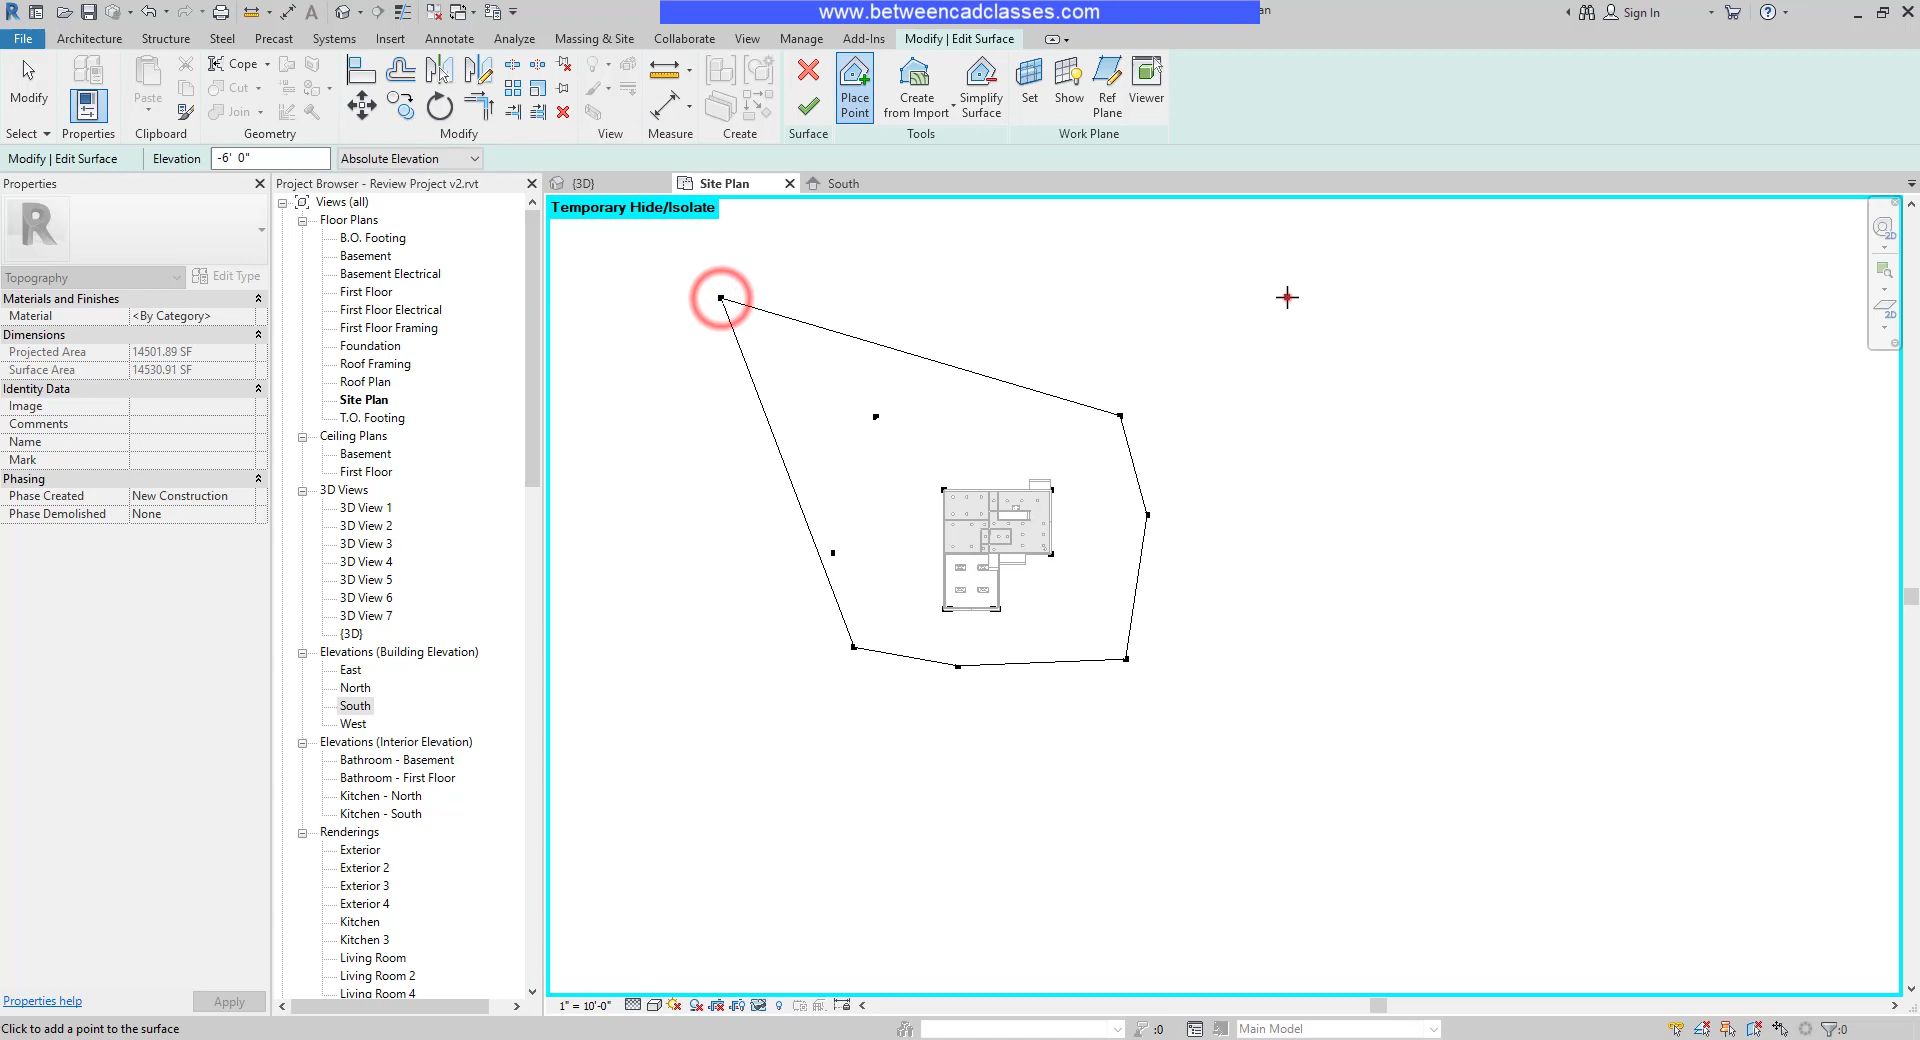 www.betweencadclasses.com
an
Sign In
File
Architecture
Structure
Steel
Precast
Systems
Insert
Annotate
Analyze
Massing & Site
Collaborate
View
Manage
Add-Ins
Modify | Edit Surface
Modify
Paste
Cope
Cut
Join
Place Point
Create from Import
Simplify Surface
Set
Show
Ref Plane
Viewer
Select
Properties
Clipboard
Geometry
Modify
View
Measure
Create
Surface
Tools
Work Plane
Modify | Edit Surface
Elevation
-6' 0"
Absolute Elevation
Properties
Project Browser - Review Project v2.rvt
{3D}
Site Plan
South
Temporary Hide/Isolate
R
Topography
Edit Type
Materials and Finishes
Material <By Category>
Dimensions
Projected Area 14501.89 SF
Surface Area 14530.91 SF
Identity Data
Image
Comments
Name
Mark
Phasing
Phase Created New Construction
Phase Demolished None
Views (all)
Floor Plans
B.O. Footing
Basement
Basement Electrical
First Floor
First Floor Electrical
First Floor Framing
Foundation
Roof Framing
Roof Plan
Site Plan
T.O. Footing
Ceiling Plans
Basement
First Floor
3D Views
3D View 1
3D View 2
3D View 3
3D View 4
3D View 5
3D View 6
3D View 7
{3D}
Elevations (Building Elevation)
East
North
South
West
Elevations (Interior Elevation)
Bathroom - Basement
Bathroom - First Floor
Kitchen - North
Kitchen - South
Renderings
Exterior
Exterior 2
Exterior 3
Exterior 4
Kitchen
Kitchen 3
Living Room
Living Room 2
Living Room 4
2D
2D
Properties help
Apply
1" = 10'-0"
Click to add a point to the surface
:0
Main Model
:0